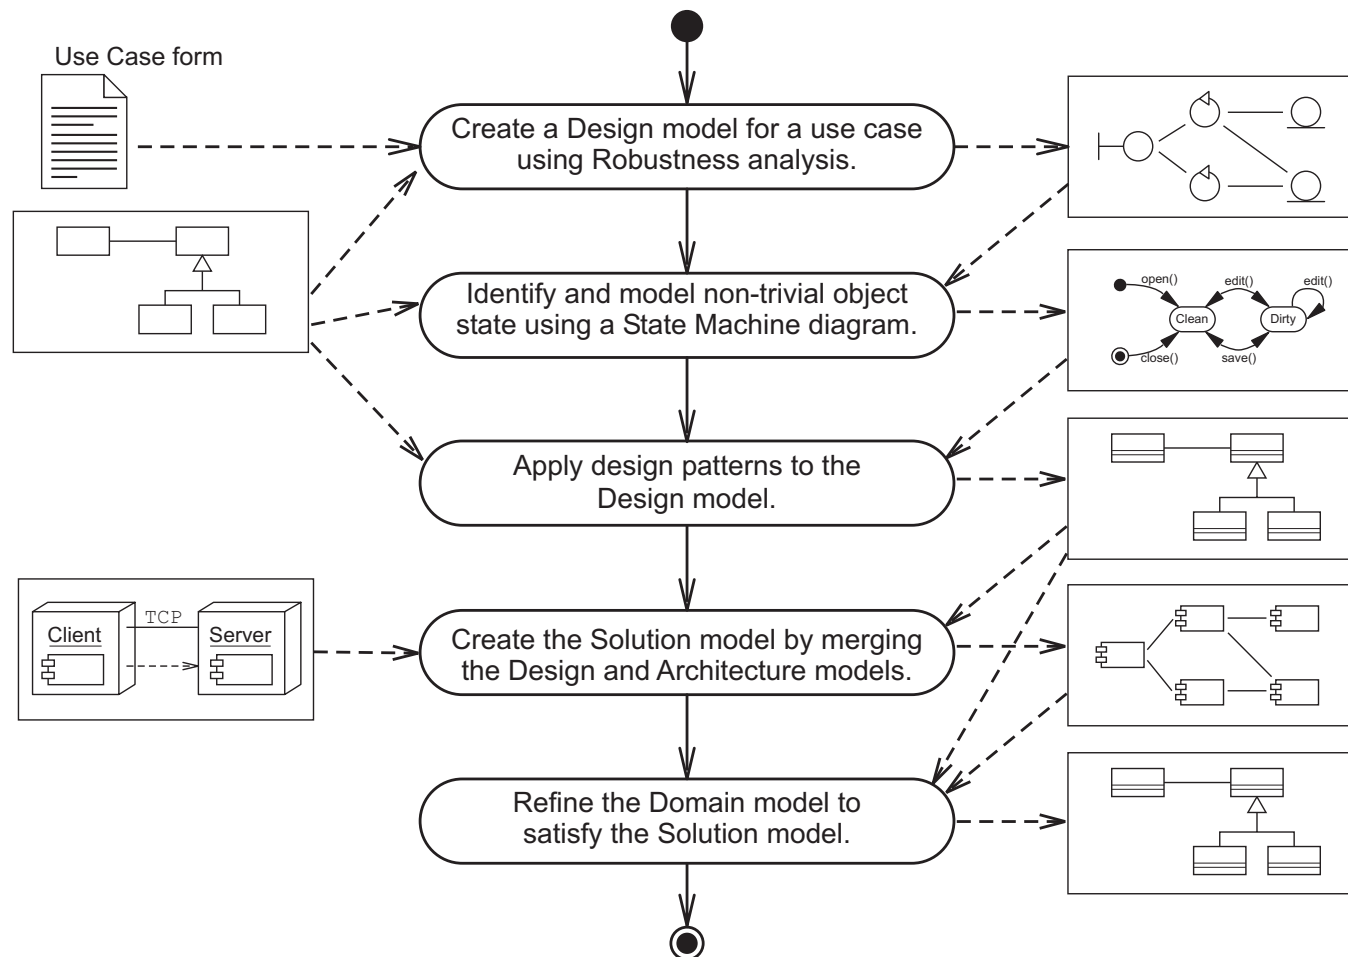 Use Case form
Create a Design model for a use case
using Robustness analysis.
Identify and model non-trivial object
state using a State Machine diagram.
open()
edit()
edit()
Clean
Dirty
close()
save()
Apply design patterns to the
Design model.
TCP
Client
Server
Create the Solution model by merging
the Design and Architecture models.
Refine the Domain model to
satisfy the Solution model.